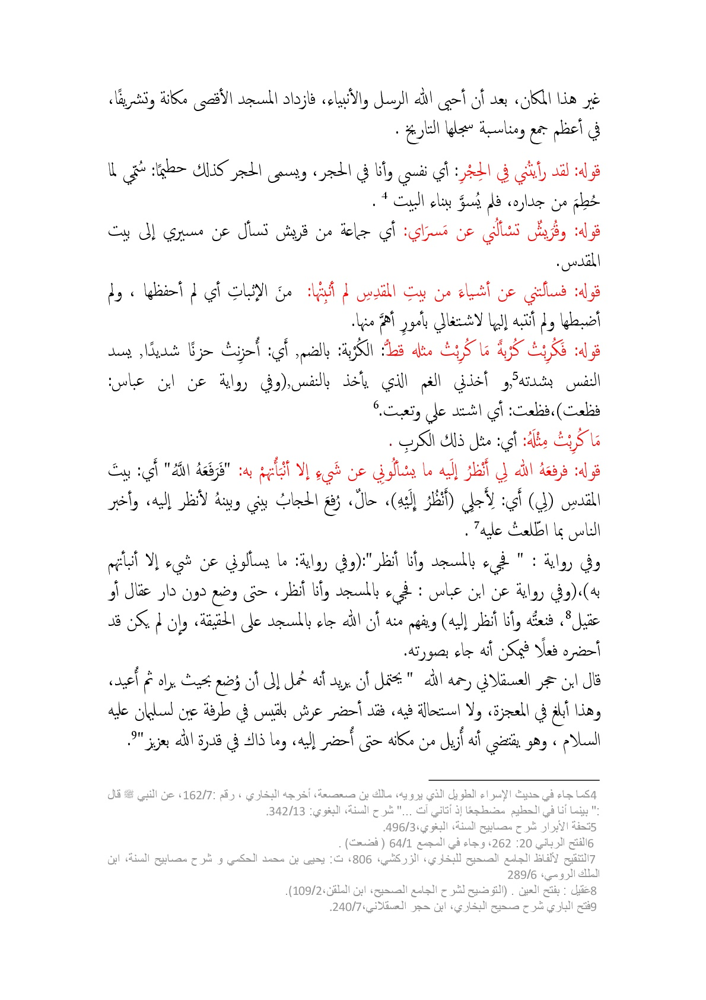 غير هذا المكان، بعد أن أحيى الله الرسل والأنبياء، فازداد المسجد الأقصى مكانة وتشريفًا،
في أعظم جمع ومناسبة سجلها التاريخ .
قوله: لقد رأيتُني فِي الحِجْرِ: أي نفسي وأنا في الحجر، ويسمى الحجر كذلك حطيمًا: سُمّي لما
حُطِمَ من جداره، فلم يُسوَّ ببناء البيت 4 .
قوله: وقُرَيشٌ تسْألُني عن مَسرَاي: أي جماعة من قريش تسأل عن مسيري إلى بيت
المقدس.
قوله: فسألتني عن أشياءَ من بيتِ المقدِسِ لم أثبِتْها: منَ الإثباتِ أي لم أحفظها ، ولم
أضبطها ولم أنتبه إليها لاشتغالي بأمورٍ أهمَّ منها.
قوله: فَكُرِبْتُ كُرْبةً مَا كُرِبْتُ مثله قطُّ: الكُرْبة: بالضم, أَي: أُحزِنتُ حزنًا شديدًا, يسد
النفس بشدته5,و أخذني الغم الذي يأخذ بالنفس,(وفي رواية عن ابن عباس:
فظعت)،فظعت: أي اشتد علي وتعبت.6
مَا كُرِبْتُ مِثْلَهُ: أي: مثل ذلك الكربِ .
قوله: فرفعَهُ الله لِي أَنْظرُ إلَيه ما يسْألُوني عن شَيءِ إلا أنْبَأْتهمْ به: "فَرَفَعَهُ اللَّهُ" أَي: بيتَ
المقدسِ (لِي) أَي: لِأَجلِي (أَنْظُرُ إِلَيْهِ)، حالٌ، رُفعَ الحجابُ بيني وبينهُ لأنظر إليه، وأخبر
الناس بما اطّلعتُ عليه7 .
وفي رواية : " فجيء بالمسجد وأنا أنظر":(وفي رواية: ما يسألوني عن شيء إلا أنبأتهم
به)،(وفي رواية عن ابن عباس : فجيء بالمسجد وأنا أنظر، حتى وضع دون دار عقال أو
عقيل8، فنعتُّه وأنا أنظر إليه) ويفهم منه أن الله جاء بالمسجد على الحقيقة، وإن لم يكن قد
أحضره فعلًا فيمكن أنه جاء بصورته.
قال ابن حجر العسقلاني رحمه الله " يحتمل أن يريد أنه حُمل إلى أن وُضع بحيث يراه ثم أُعيد،
وهذا أبلغ في المعجزة، ولا استحالة فيه، فقد أحضر عرش بلقيس في طرفة عين لسليمان عليه
السلام ، وهو يقتضي أنه أُزيل من مكانه حتى أُحضر إليه، وما ذاك في قدرة الله بعزيز"9.
4كما جاء في حديث الإسراء الطويل الذي يرويه، مالك بن صعصعة، أخرجه البخاري ، رقم :162/7، عن النبي ﷺ قال
:" بينما أنا في الحطيم مضطجعًا إذ أتاني آت ..." شرح السنة، البغوي: 342/13.
5تحفة الأبرار شرح مصابيح السنة، البغوي،496/3.
6الفتح الرباني 20: 262، وجاء في المجمع 64/1 ( فضعت) .
7التنقيح لألفاظ الجامع الصحيح للبخاري، الزركشي، 806، ت: يحيى بن محمد الحكمي و شرح مصابيح السنة، ابن
الملك الرومي، 289/6
8عَقيل : بفتح العين . (التوضيح لشرح الجامع الصحيح، ابن الملقن،109/2).
9فتح الباري شرح صحيح البخاري، ابن حجر العسقلاني،240/7.